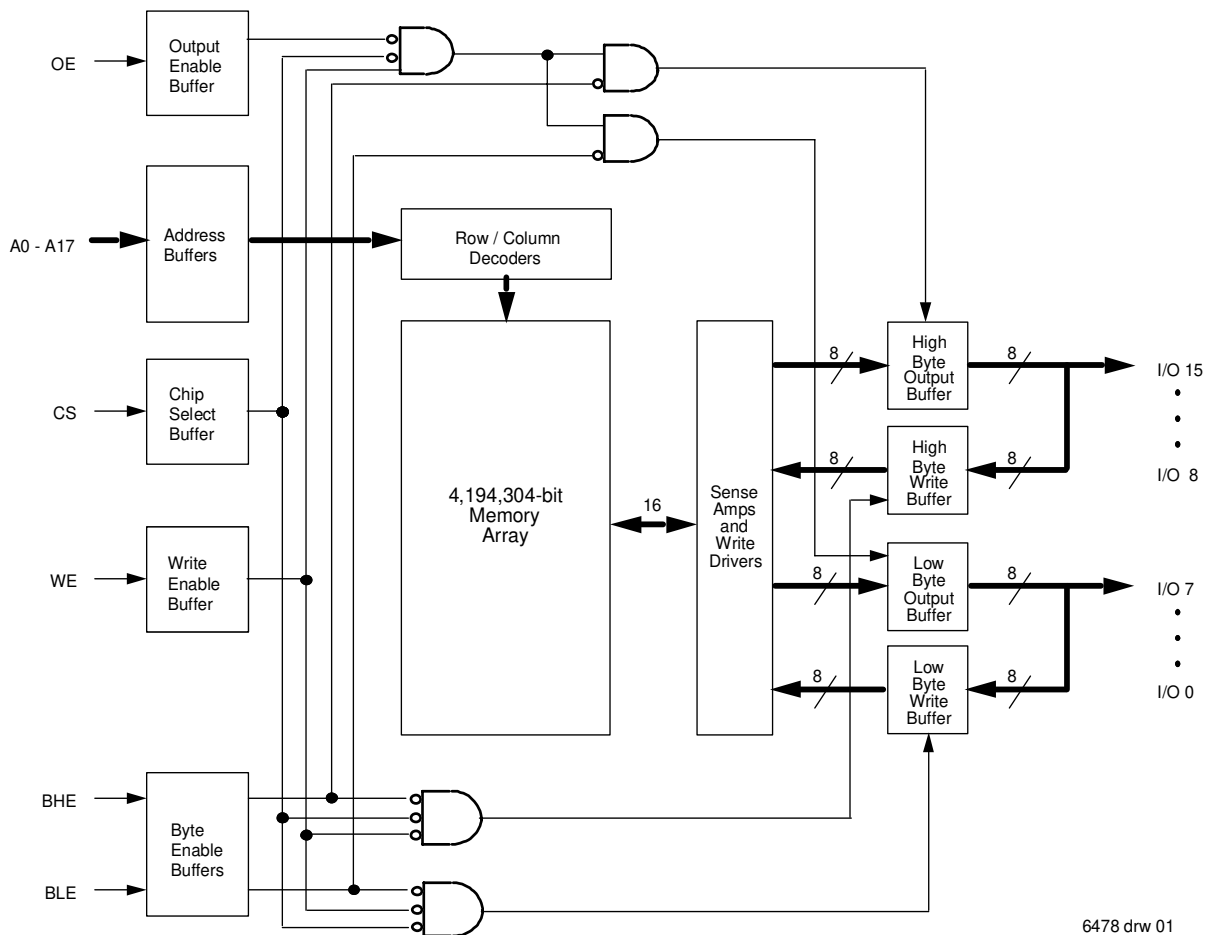 OE
Output
Enable
Buffer
A0 - A17
Address
Buffers
Row / Column
Decoders
CS
Chip
Select
Buffer
WE
Write
Enable
Buffer
4,194,304-bit
Memory
Array
16
Sense
Amps
and
Write
Drivers
8
High
Byte
Output
Buffer
8
I/O 15
8
High
Byte
Write
Buffer
8
I/O 8
8
Low
Byte
Output
Buffer
8
I/O 7
8
Low
Byte
Write
Buffer
8
I/O 0
BHE
Byte
Enable
Buffers
BLE
6478 drw 01